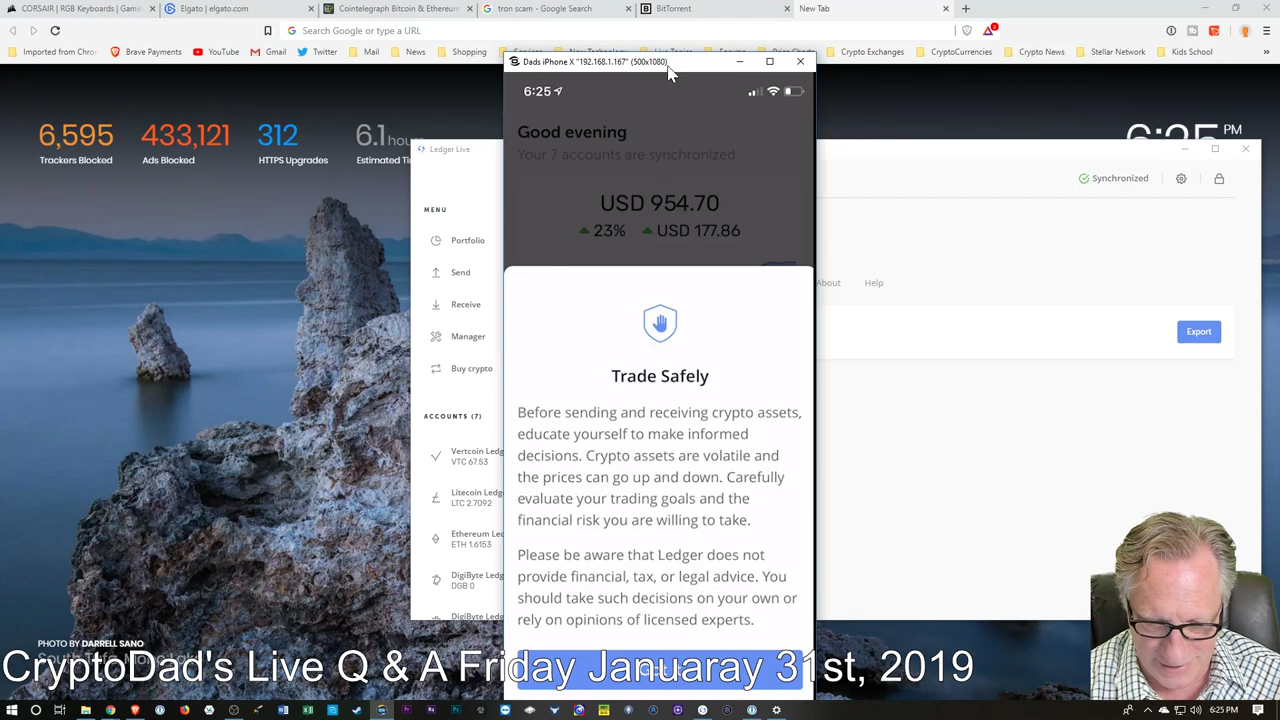 CORSAIR | RGB Keyboards | Gami
Elgato | elgato.com
Cointelegraph Bitcoin & Ethereum
tron scam - Google Search
BitTorrent
New Tab
Search Google or type a URL
Imported from Chrom
Brave Payments
YouTube
Gmail
Twitter
Mail
News
Shopping
Crypto Exchanges
CryptoCurrencies
Crypto News
Stellar Network
Kids School
Dads iPhone X "192.168.1.167" (500x1080)
6:25
Good evening
Your 7 accounts are synchronized.
USD 954.70
23% USD 177.86
6,595
Trackers Blocked
433,121
Ads Blocked
312
HTTPS Upgrades
6.1 hou
Estimated Ti
6:25 PM
Ledger Live
Synchronized
MENU
Portfolio
Send
Receive
Manager
Buy crypto
ACCOUNTS (7)
Vertcoin Ledg
VTC 67.53
Litecoin Ledg
LTC 2.7092
Ethereum Led
ETH 1.6153
DigiByte Ledg
DGB 0
DigiByte Ledg
About
Help
Export
Trade Safely
Before sending and receiving crypto assets,
educate yourself to make informed
decisions. Crypto assets are volatile and
the prices can go up and down. Carefully
evaluate your trading goals and the
financial risk you are willing to take.
Please be aware that Ledger does not
provide financial, tax, or legal advice. You
should take such decisions on your own or
rely on opinions of licensed experts.
PHOTO BY DARRELL SANO
CryptoDad's Live Q & A Friday Januaray 31st, 2019
6:25 PM